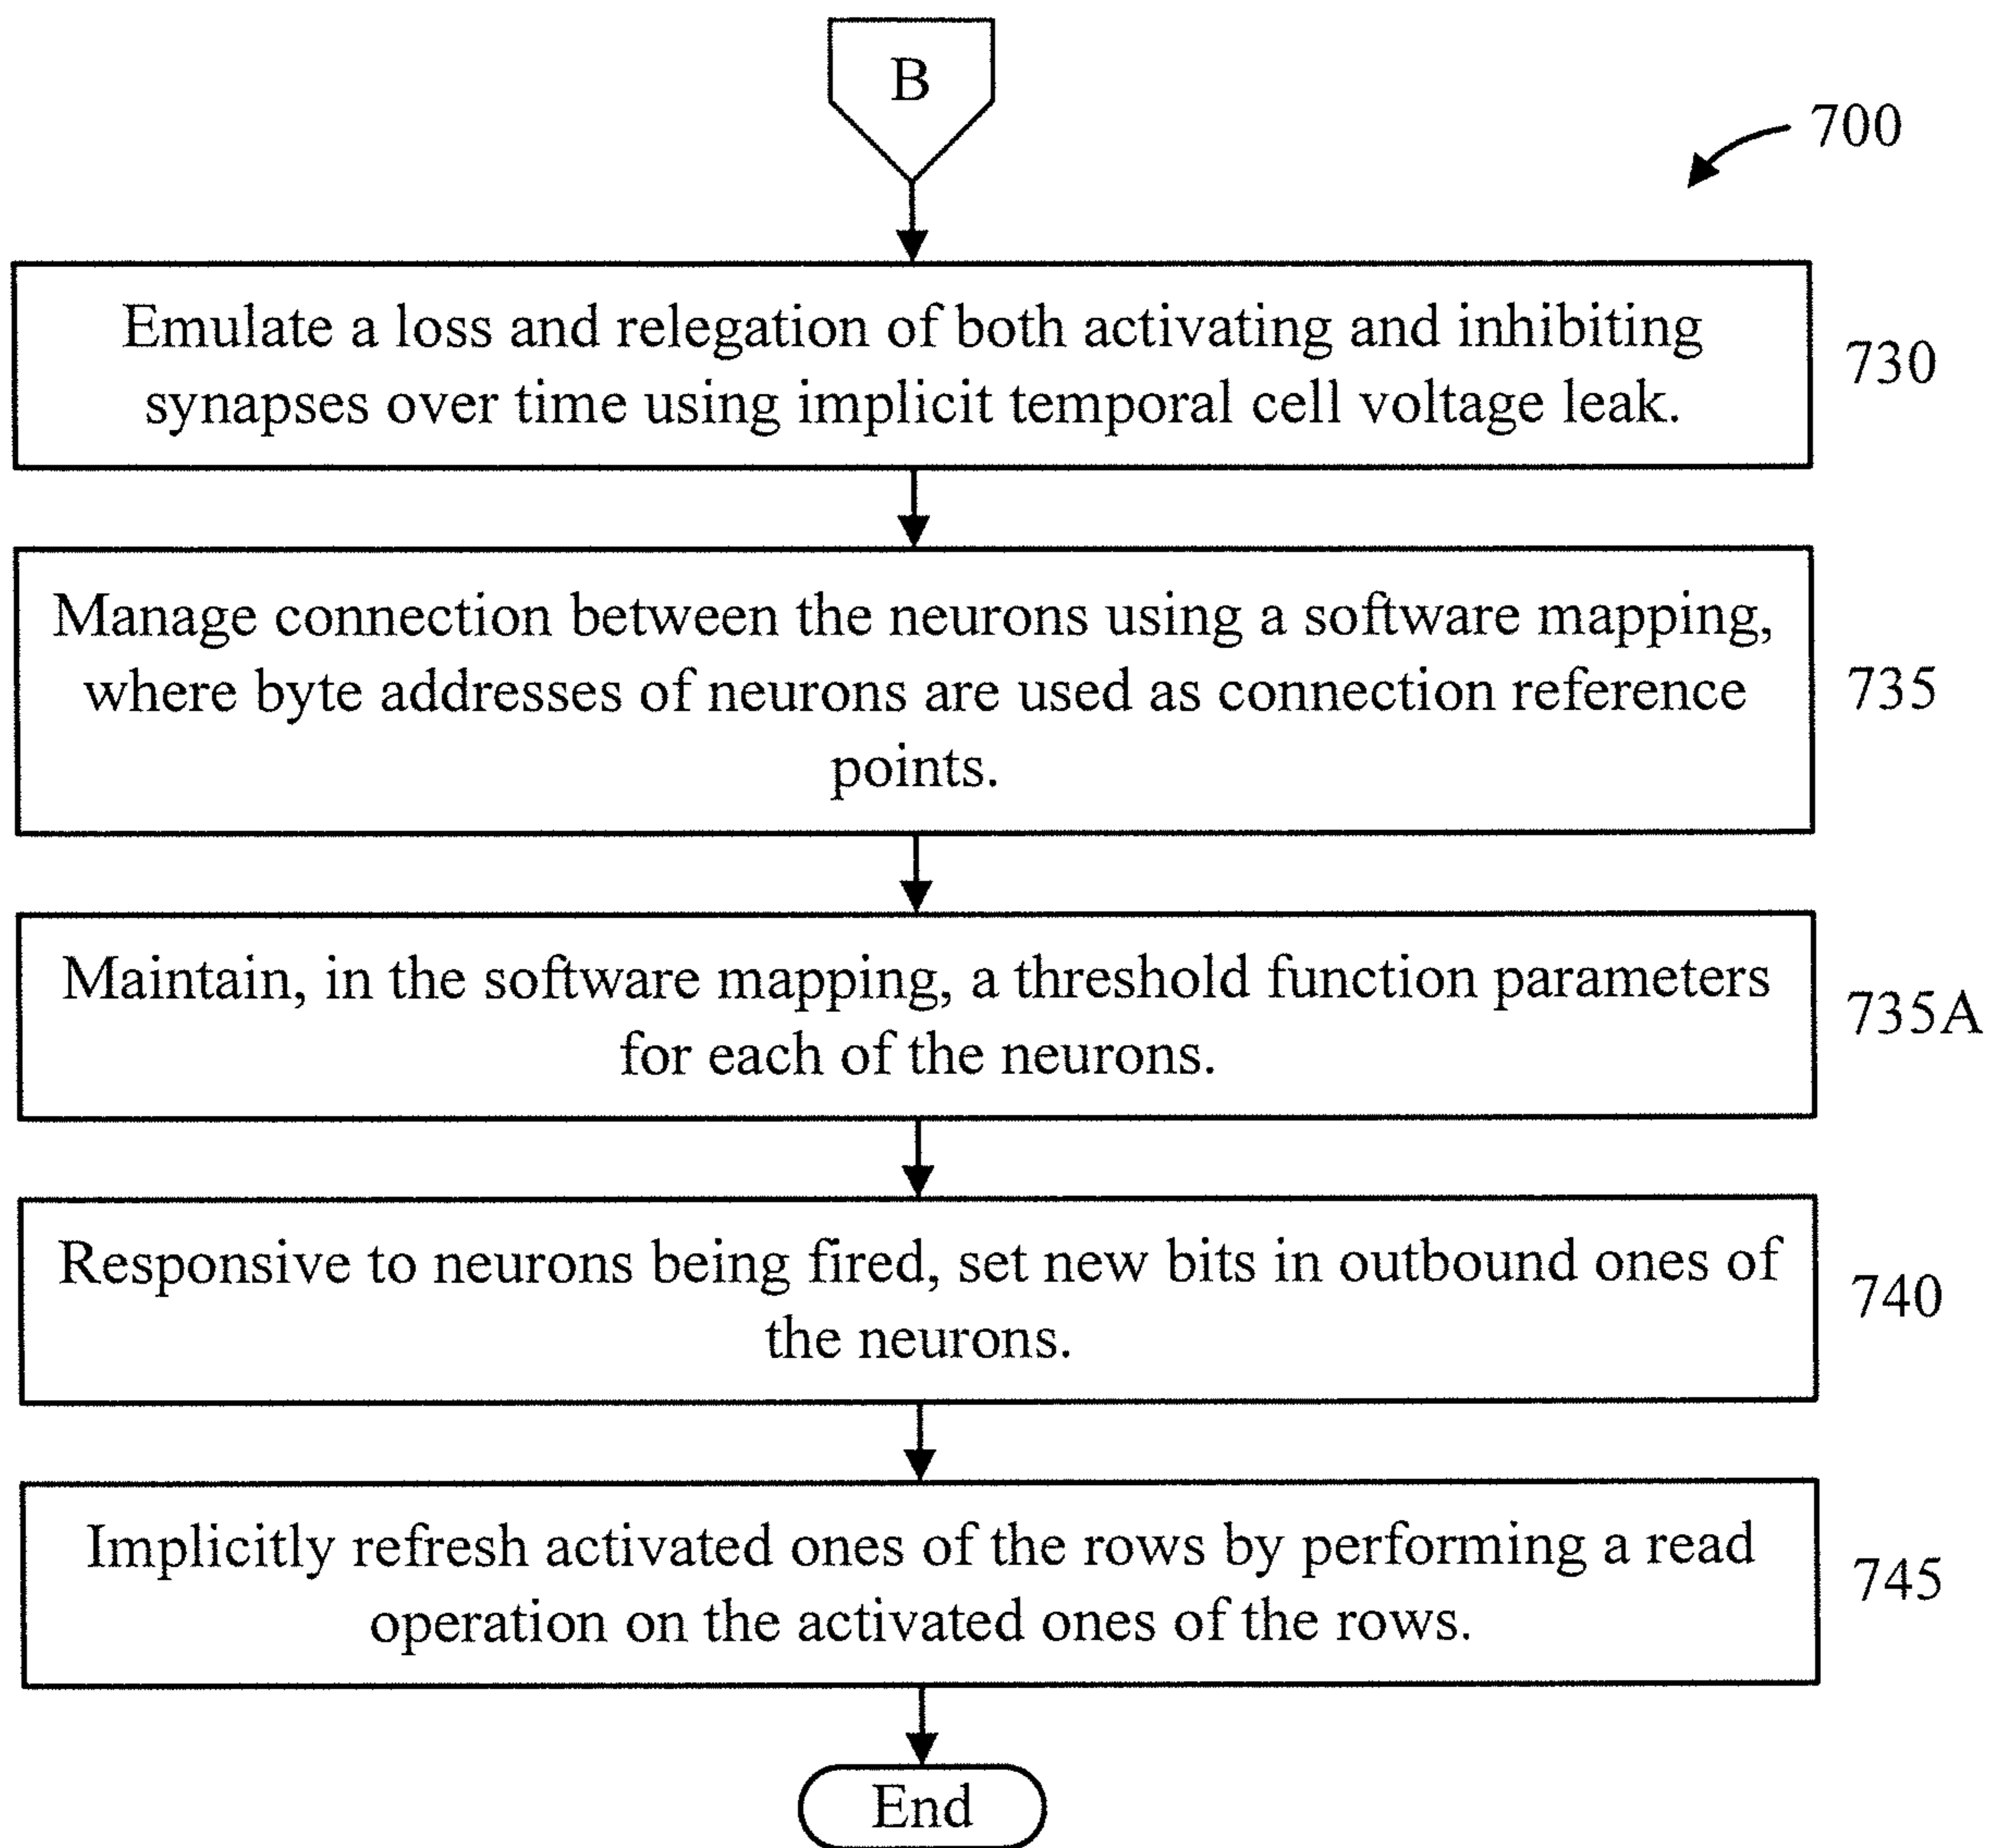 B
700
Emulate a loss and relegation of both activating and inhibiting
synapses over time using implicit temporal cell voltage leak.
730
Manage connection between the neurons using a software mapping,
where byte addresses of neurons are used as connection reference
points.
735
Maintain, in the software mapping, a threshold function parameters
for each of the neurons.
735A
Responsive to neurons being fired, set new bits in outbound ones of
the neurons.
740
Implicitly refresh activated ones of the rows by performing a read
operation on the activated ones of the rows.
745
End